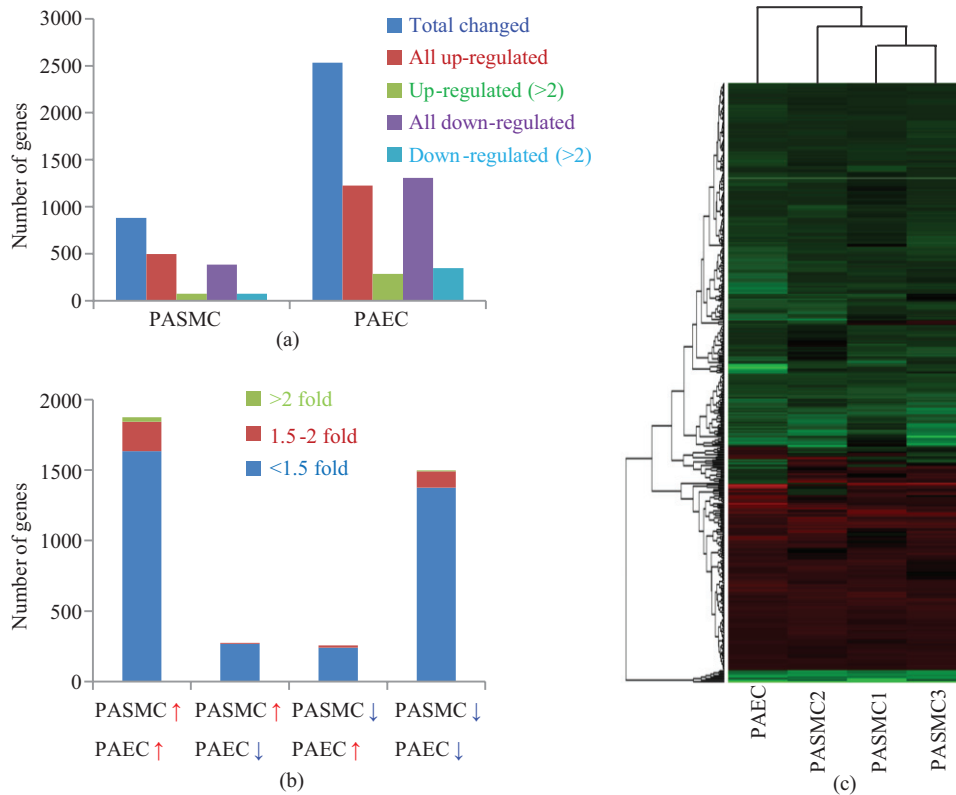 3000
2500
2000
1500
1000
500
0
Number of genes
Total changed
All up-regulated
Up-regulated (>2)
All down-regulated
Down-regulated (>2)
PASMC
PAEC
(a)
2000
1500
1000
500
0
Number of genes
>2 fold
1.5-2 fold
<1.5 fold
PASMC↑ PASMC↑ PASMC↓ PASMC↓
PAEC↑ PAEC↓ PAEC↑ PAEC↓
(b)
PAEC
PASMC2
PASMC1
PASMC3
(c)